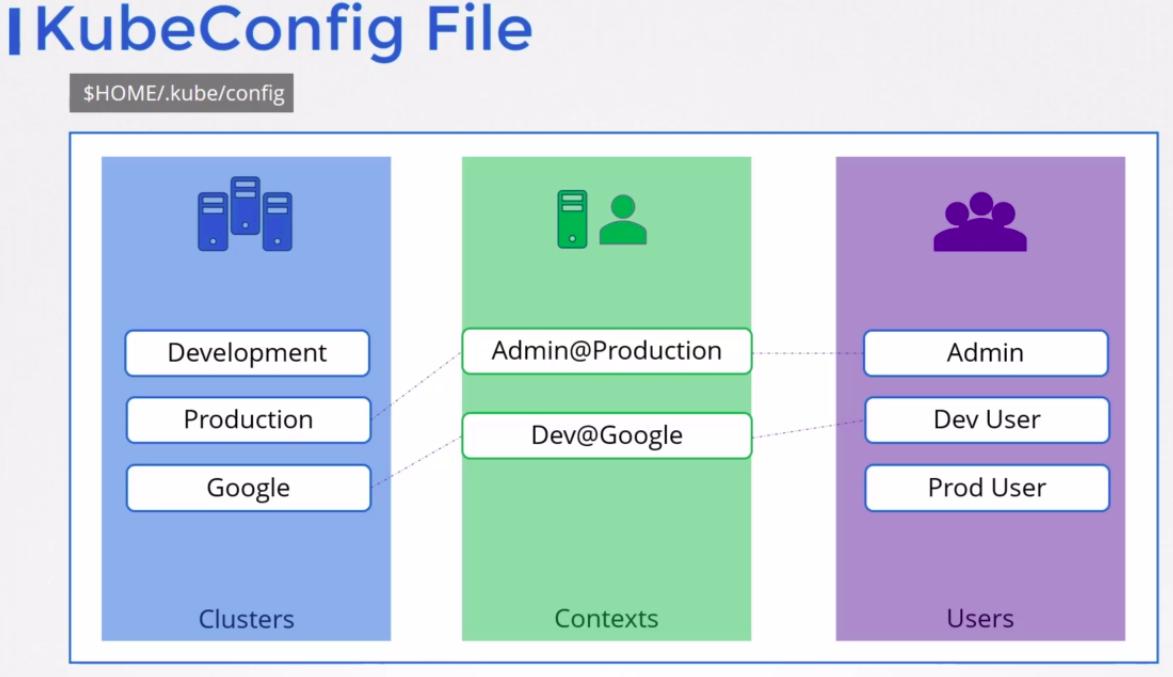 KubeConfig File
$HOME/.kube/config
Development
Production
Google
Clusters
Admin@Production
Dev@Google
Contexts
Admin
Dev User
Prod User
Users